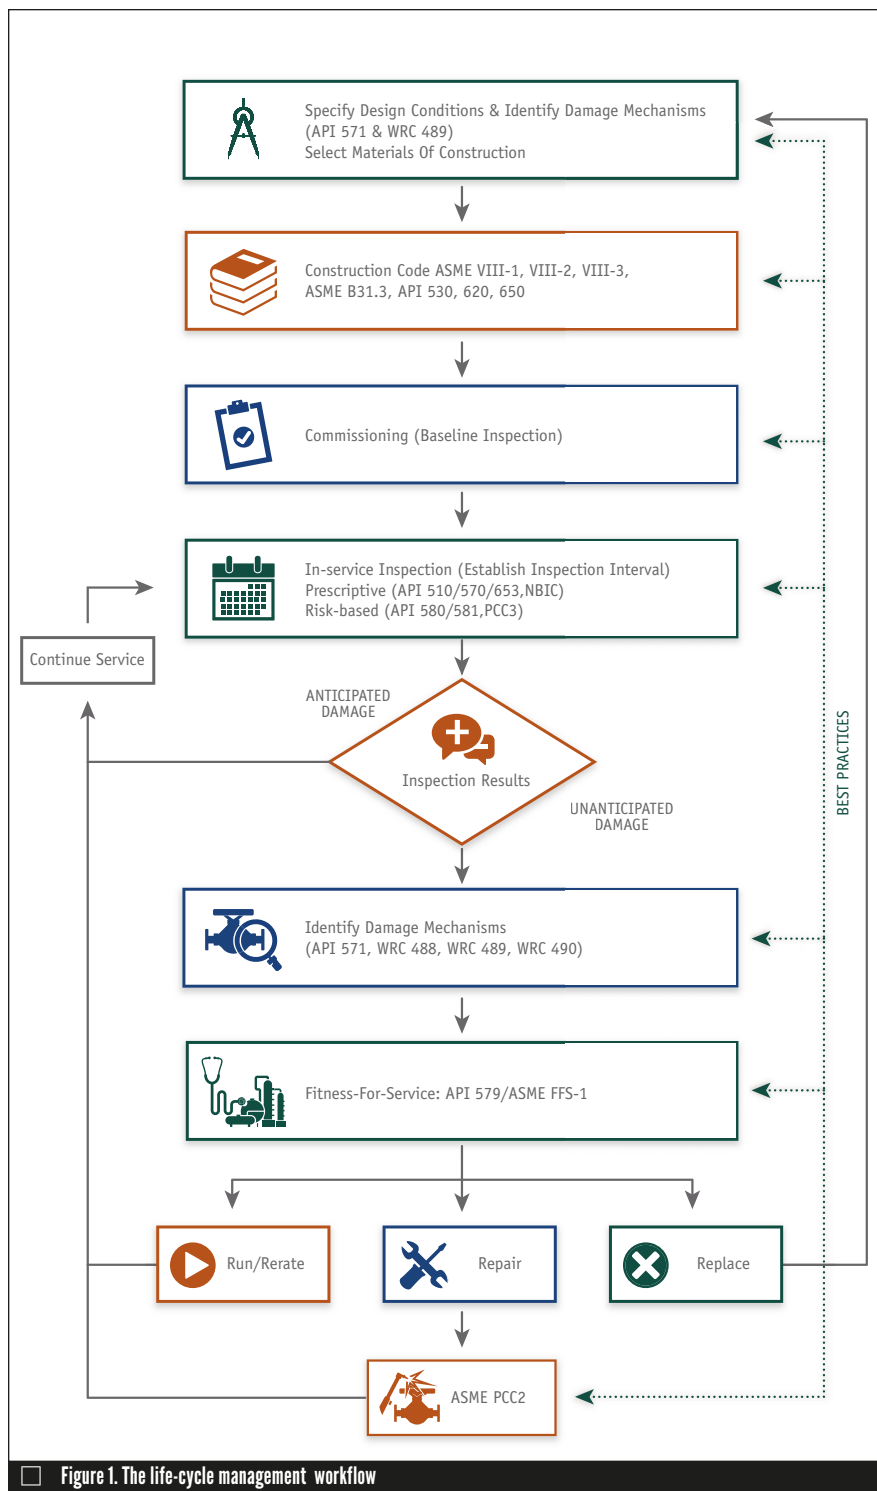 Specify Design Conditions & Identify Damage Mechanisms
(API 571 & WRC 489)
Select Materials Of Construction
Construction Code ASME VIII-1, VIII-2, VIII-3,
ASME B31.3, API 530, 620, 650
Commissioning (Baseline Inspection)
In-service Inspection (Establish Inspection Interval)
Prescriptive (API 510/570/653,NBIC)
Risk-based (API 580/581,PCC3)
Continue Service
ANTICIPATED
DAMAGE
Inspection Results
UNANTICIPATED
DAMAGE
BEST PRACTICES
Identify Damage Mechanisms
(API 571, WRC 488, WRC 489, WRC 490)
Fitness-For-Service: API 579/ASME FFS-1
Run/Rerate
Repair
Replace
ASME PCC2
Figure 1. The life-cycle management workflow